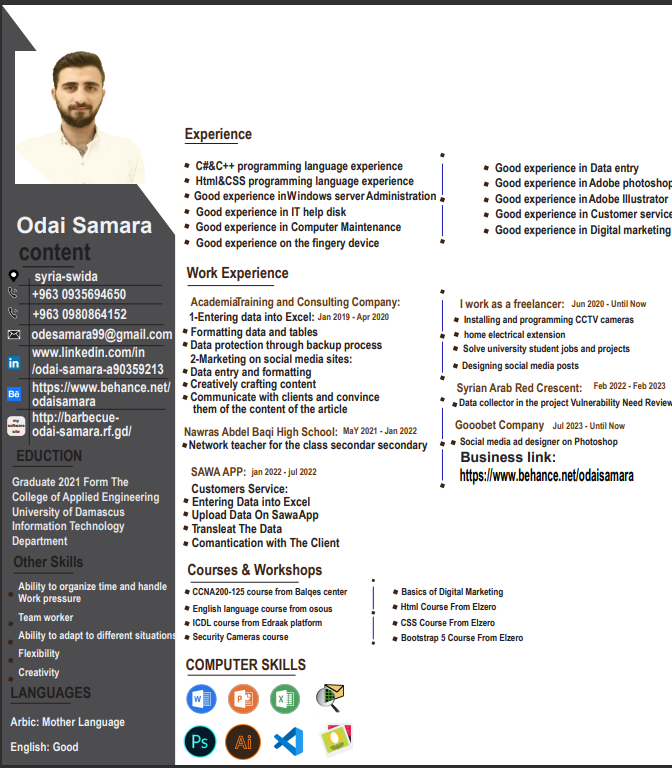 Odai Samara
content
syria-swida
+963 0935694650
+963 0980864152
odesamara99@gmail.com
www.linkedin.com/in
/odai-samara-a90359213
https://www.behance.net/
odaisamara
my
software
site
http://barbecue-
odai-samara.rf.gd/
EDUCTION
Graduate 2021 Form The
College of Applied Engineering
University of Damascus
Information Technology
Department
Other Skills
Ability to organize time and handle
Work pressure
Team worker
Ability to adapt to different situations
Flexibility
Creativity
LANGUAGES
Arbic: Mother Language
English: Good
Experience
C#&C++ programming language experience
Html&CSS programming language experience
Good experience inWindows serverAdministration
Good experience in IT help disk
Good experience in Computer Maintenance
Good experience on the fingery device
Good experience in Data entry
Good experience inAdobe photoshop
Good experience inAdobe Illustrator
Good experience in Customer service
Good experience in Digital marketing
Work Experience
AcademiaTraining and Consulting Company:
1-Entering data into Excel: Jan 2019 - Apr 2020
Formatting data and tables
Data protection through backup process
2-Marketing on social media sites:
Data entry and formatting
Creatively crafting content
Communicate with clients and convince
them of the content of the article
Nawras Abdel Baqi High School: MaY 2021 - Jan 2022
Network teacher for the class secondar secondary
SAWA APP: jan 2022 - jul 2022
Customers Service:
Entering Data into Excel
Upload Data On SawaApp
Transleat The Data
Comantication with The Client
I work as a freelancer: Jun 2020 - Until Now
Installing and programming CCTV cameras
home electrical extension
Solve university student jobs and projects
Designing social media posts
Syrian Arab Red Crescent: Feb 2022 - Feb 2023
Data collector in the project Vulnerability Need Review
Gooobet Company Jul 2023 - Until Now
Social media ad designer on Photoshop
Business link:
https://www.behance.net/odaisamara
Courses & Workshops
CCNA200-125 course from Balqes center
English language course from osous
ICDL course from Edraak platform
Security Cameras course
Basics of Digital Marketing
Html Course From Elzero
CSS Course From Elzero
Bootstrap 5 Course From Elzero
COMPUTER SKILLS
W
P
X
Ps
Ai